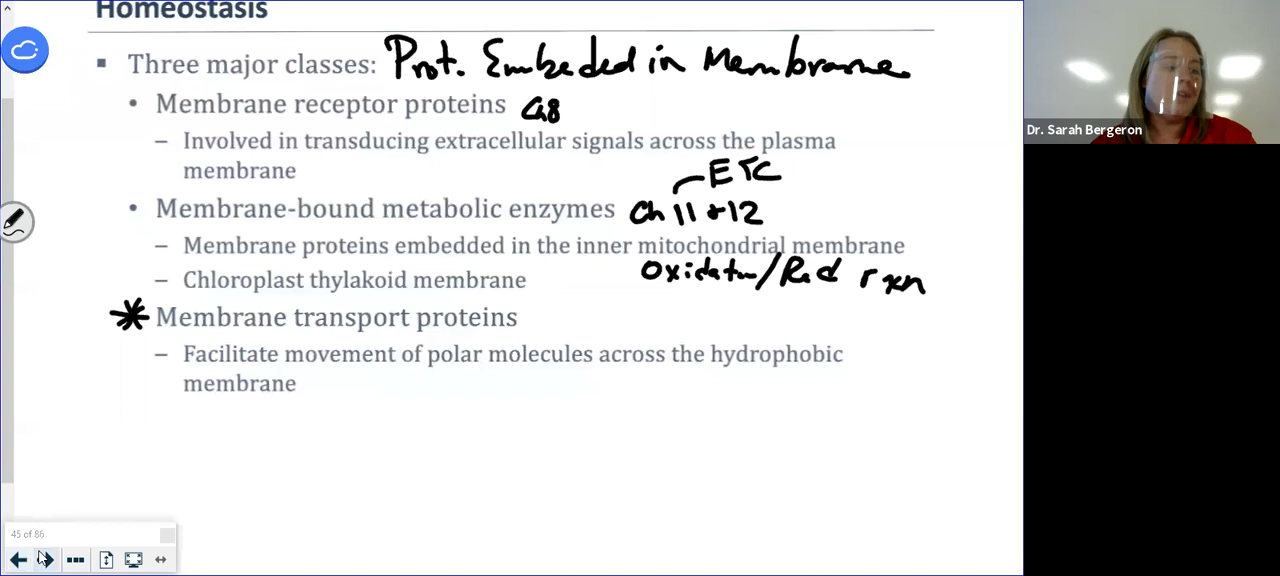 Homeostasis
Three major classes: Prot. Embeded in Membrane
Membrane receptor proteins Ch8
– Involved in transducing extracellular signals across the plasma
membrane
ETC
Membrane-bound metabolic enzymes Ch 11 + 12
– Membrane proteins embedded in the inner mitochondrial membrane
– Chloroplast thylakoid membrane
Oxidation/Red rxn
* Membrane transport proteins
– Facilitate movement of polar molecules across the hydrophobic
membrane
45 of 86
Dr. Sarah Bergeron